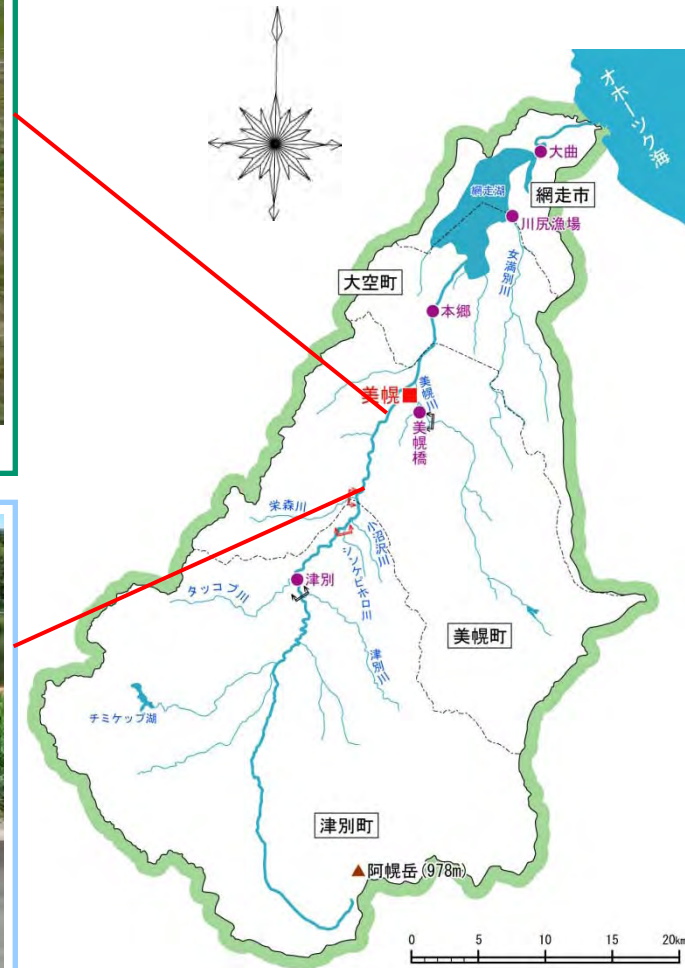 オホーツク海
大曲
網走湖
網走市
川尻漁場
女満別川
大空町
本郷
美幌
美幌川
美幌橋
栄森川
小沼沢川
シンケピホロ川
津別
タッコブ川
津別川
美幌町
チミケップ湖
津別町
阿幌岳(978m)
0 5 10 15 20km